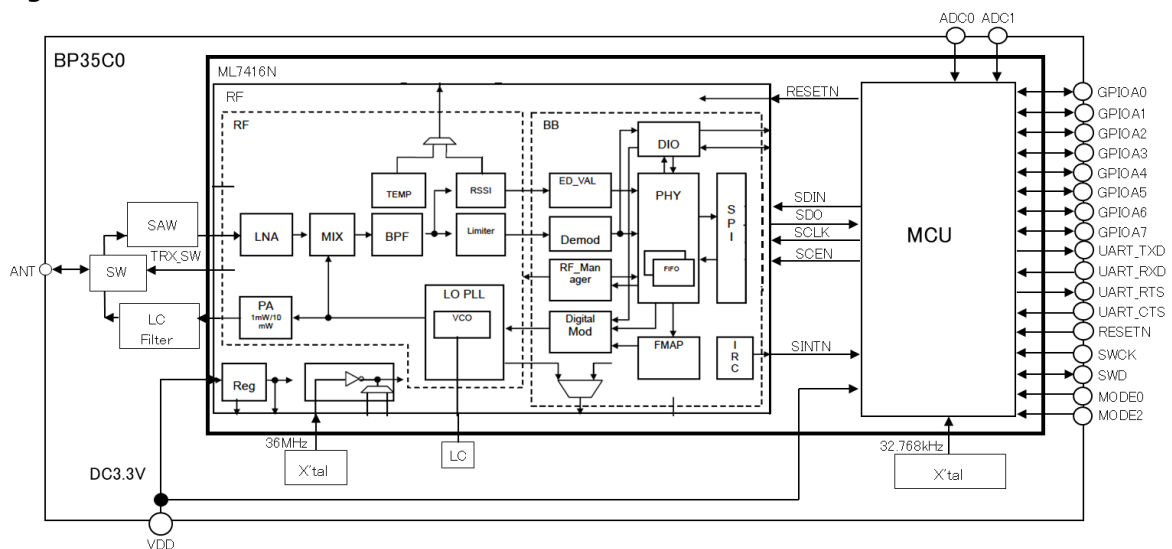 ADC0 ADC1
BP35C0
ML7416N
RF
RF
BB
RESETN
DIO
TEMP
RSSI
ED_VAL
PHY
S P I
SDIN
SDO
SCLK
SCEN
MCU
SAW
LNA
MIX
BPF
Limiter
Demod
FIFO
TRX_SW
ANT
SW
RF_Man
ager
LO PLL
VCO
PA
1mW/10
mW
LC
Filter
Digital
Mod
FMAP
I R C
SINTN
Reg
36MHz
X'tal
LC
32.768kHz
X'tal
DC3.3V
VDD
GPIOA0
GPIOA1
GPIOA2
GPIOA3
GPIOA4
GPIOA5
GPIOA6
GPIOA7
UART_TXD
UART_RXD
UART_RTS
UART_CTS
RESETN
SWCK
SWD
MODE0
MODE2